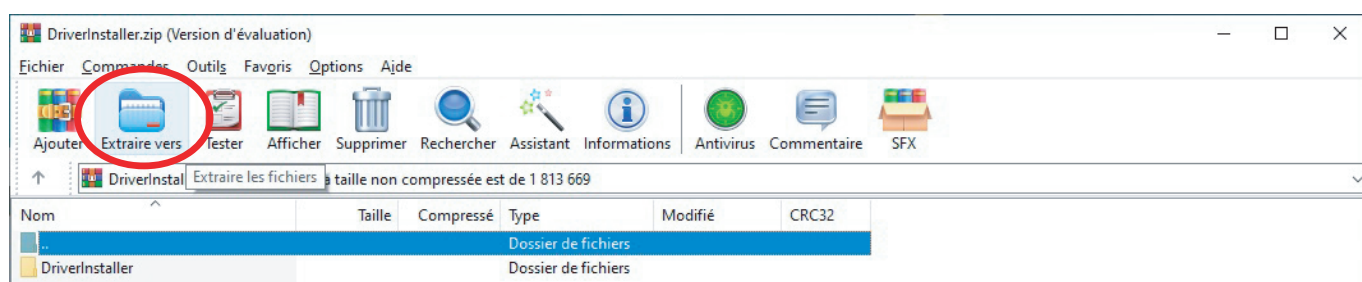 DriverInstaller.zip (Version d'évaluation)
Fichier Commandes Outils Favoris Options Aide
Ajouter Extraire vers Tester Afficher Supprimer Rechercher Assistant Informations Antivirus Commentaire SFX
DriverInstal Extraire les fichiers taille non compressée est de 1 813 669
Nom Taille Compressé Type Modifié CRC32
.. Dossier de fichiers
DriverInstaller Dossier de fichiers